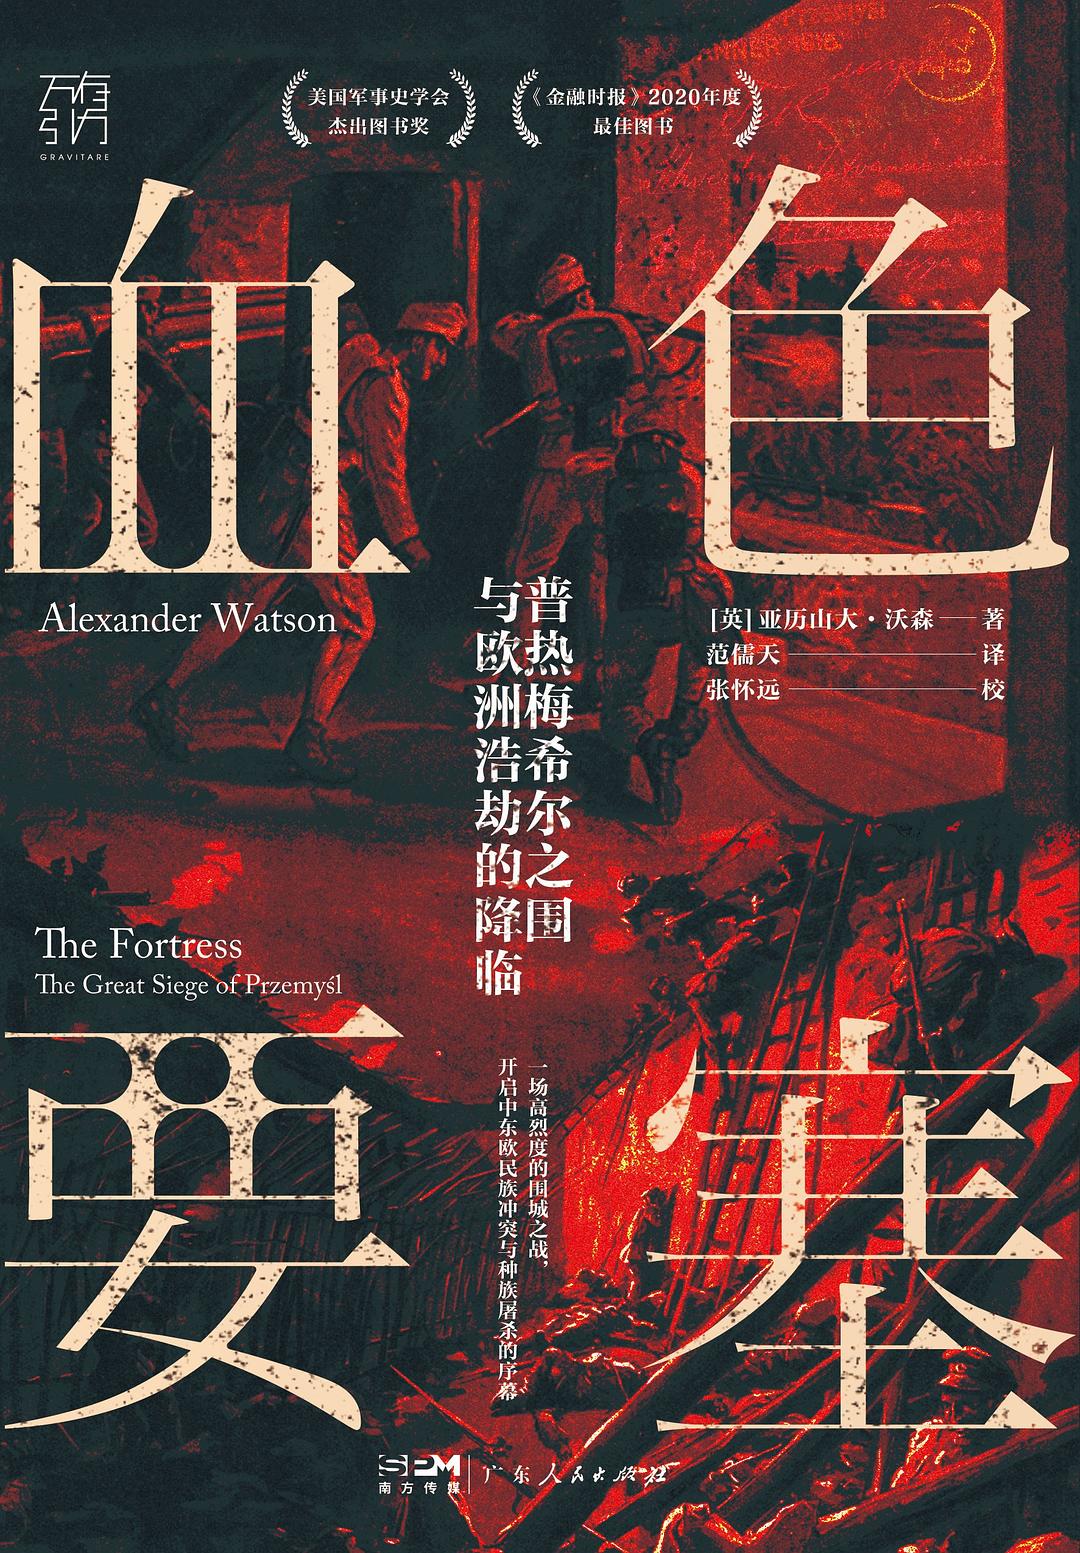 万有引力
GRAVITARE
美国军事史学会
杰出图书奖
《金融时报》2020年度
最佳图书
血色
Alexander Watson
[英]亚历山大·沃森——著
范儒天——译
张怀远——校
普热梅希尔之围
与欧洲浩劫的降临
The Fortress
The Great Siege of Przemyśl
要塞
一场高烈度的围城之战，
开启中东欧民族冲突与种族屠杀的序幕
SPM
南方传媒
广东人民出版社